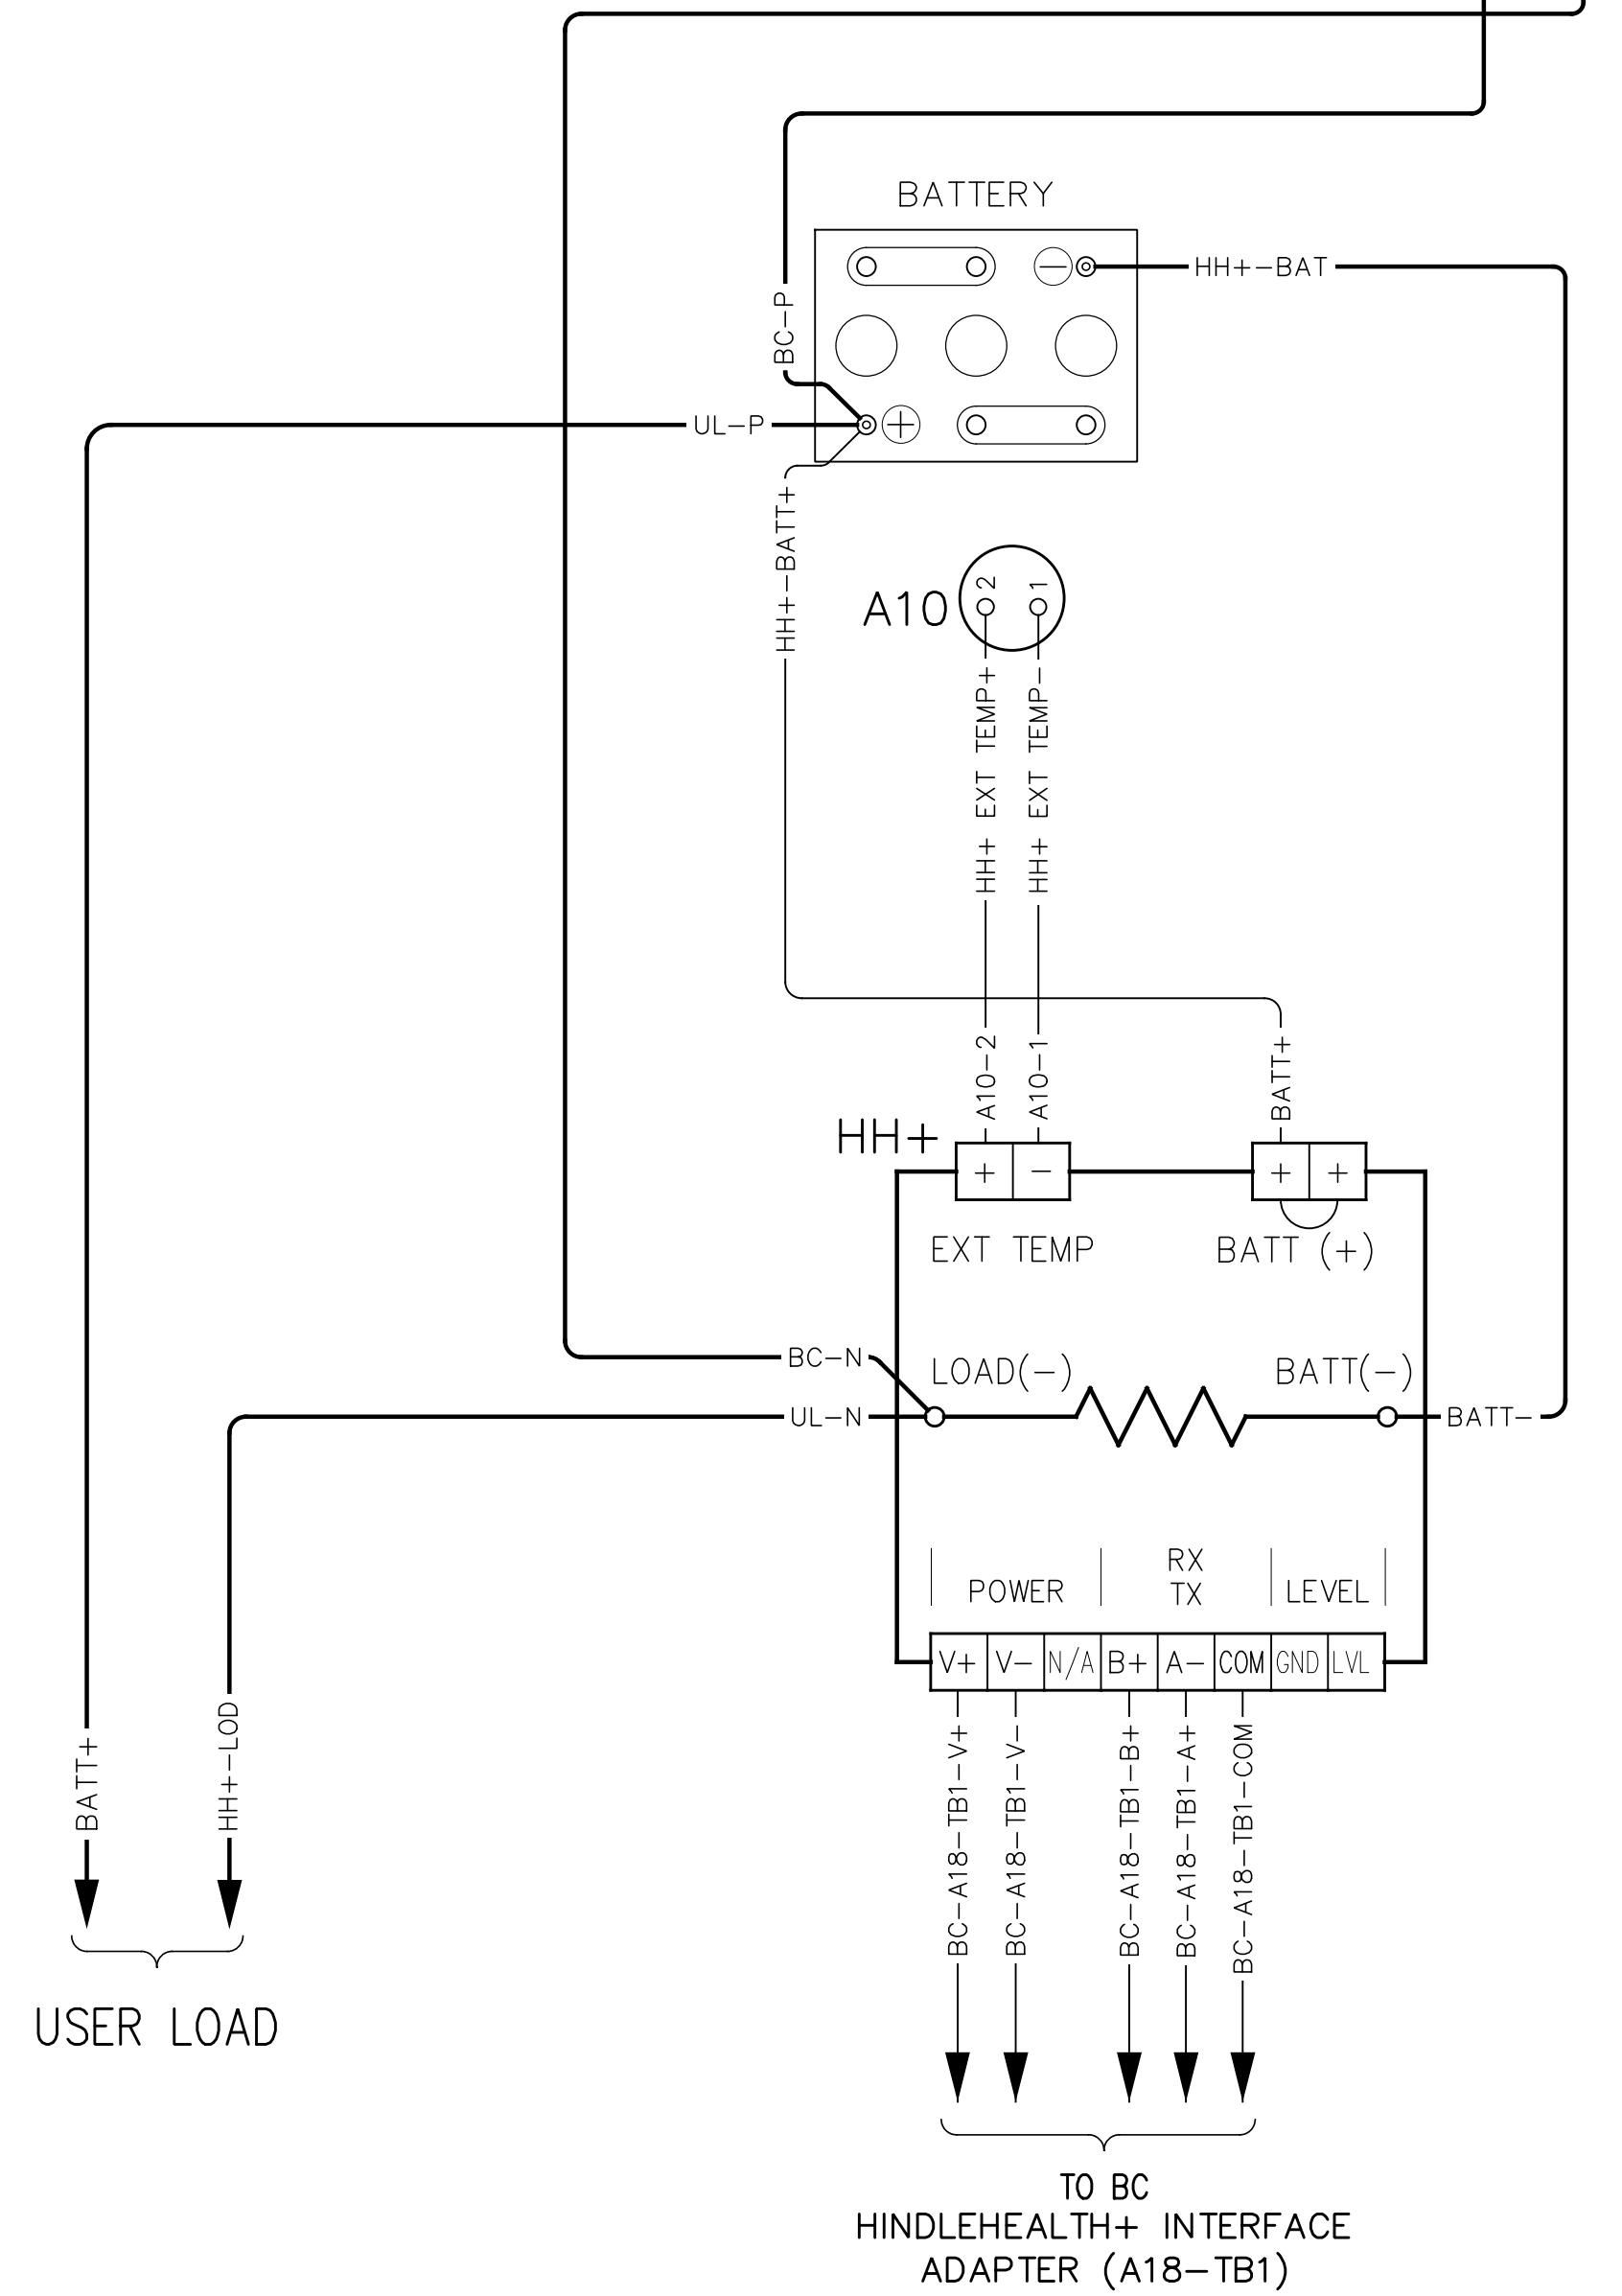 BATTERY
HH+-BAT
BC-P
UL-P
HH+-BATT+
A10
2
1
HH+ EXT TEMP+
HH+ EXT TEMP-
A10-2
A10-1
BATT+
HH+
+
-
+
+
EXT TEMP
BATT (+)
BC-N
LOAD(-)
BATT(-)
UL-N
BATT-
RX
POWER
TX
LEVEL
V+
V-
N/A
B+
A-
COM
GND
LVL
BATT+
HH+-LOD
BC-A18-TB1-V+
BC-A18-TB1-V-
BC-A18-TB1-B+
BC-A18-TB1-A+
BC-A18-TB1-COM
USER LOAD
TO BC
HINDLEHEALTH+ INTERFACE
ADAPTER (A18-TB1)